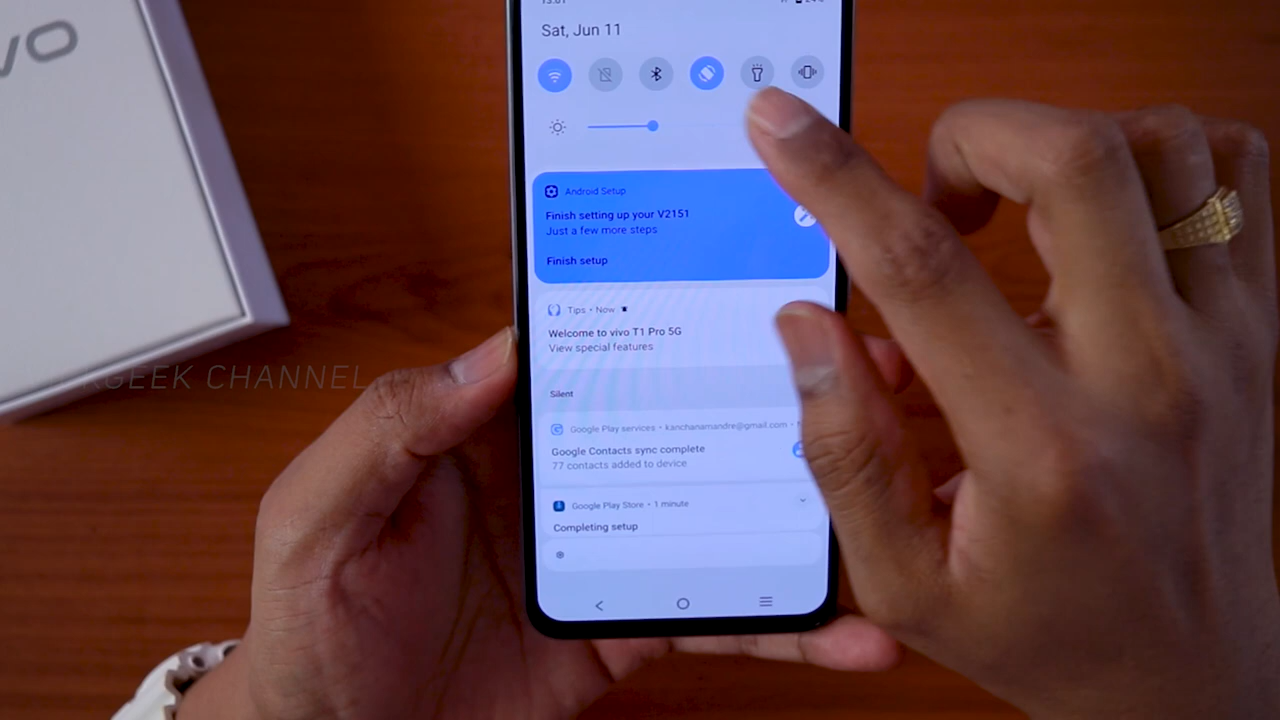 VO
Sat, Jun 11
Android Setup
Finish setting up your V2151
Just a few more steps
Finish setup
Tips • Now
Welcome to vivo T1 Pro 5G
View special features
GEEK CHANNEL
Silent
Google Play services • kanchanamandre@gmail.com •
Google Contacts sync complete
77 contacts added to device
Google Play Store • 1 minute
Completing setup